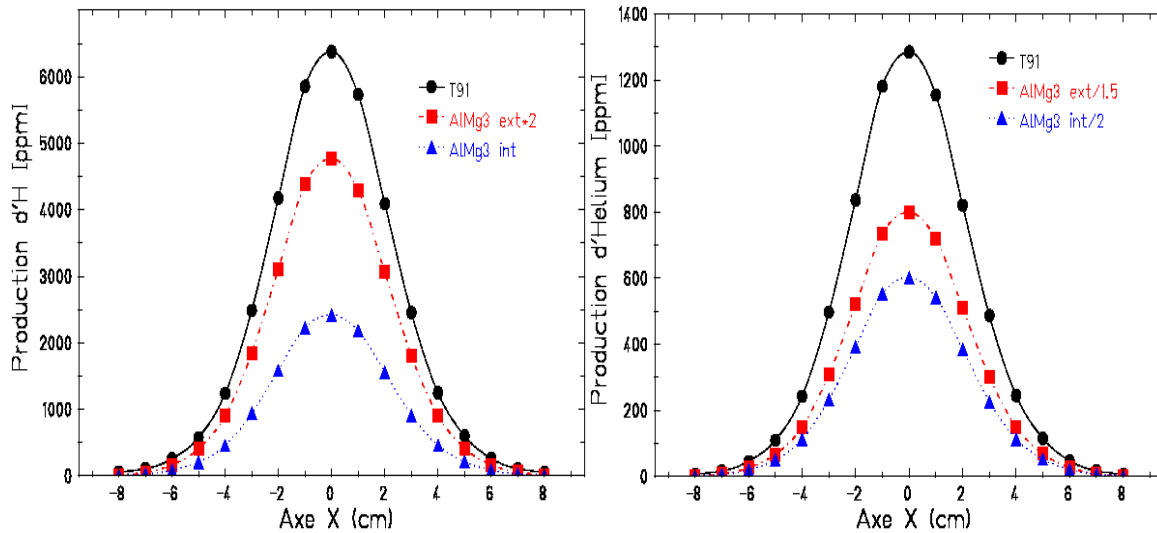 Production d'H [ppm]
6000
5000
4000
3000
2000
1000
0
T91
AlMg3 ext*2
AlMg3 int
-8 -6 -4 -2 0 2 4 6 8
Axe X (cm)
Production d'Helium [ppm]
1400
1200
1000
800
600
400
200
0
T91
AlMg3 ext/1.5
AlMg3 int/2
-8 -6 -4 -2 0 2 4 6 8
Axe X (cm)